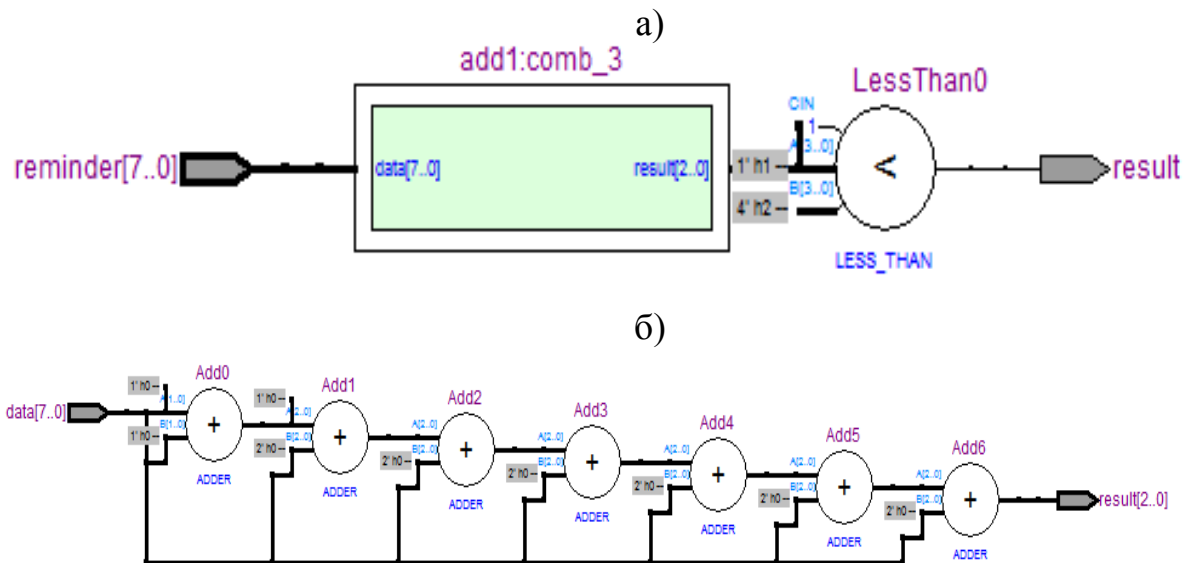 а)
add1:comb_3
LessThan0
CIN
1
A[3..0]
reminder[7..0]
data[7..0]
result[2..0]
1' h1
<
result
B[3..0]
4' h2
LESS_THAN
б)
Add0
1' h0
A[1..0]
data[7..0]
B[1..0]
1' h0
+
ADDER
Add1
1' h0
A[2..0]
B[2..0]
2' h0
+
ADDER
Add2
A[2..0]
B[2..0]
2' h0
+
ADDER
Add3
A[2..0]
B[2..0]
2' h0
+
ADDER
Add4
A[2..0]
B[2..0]
2' h0
+
ADDER
Add5
A[2..0]
B[2..0]
2' h0
+
ADDER
Add6
A[2..0]
B[2..0]
2' h0
+
ADDER
result[2..0]